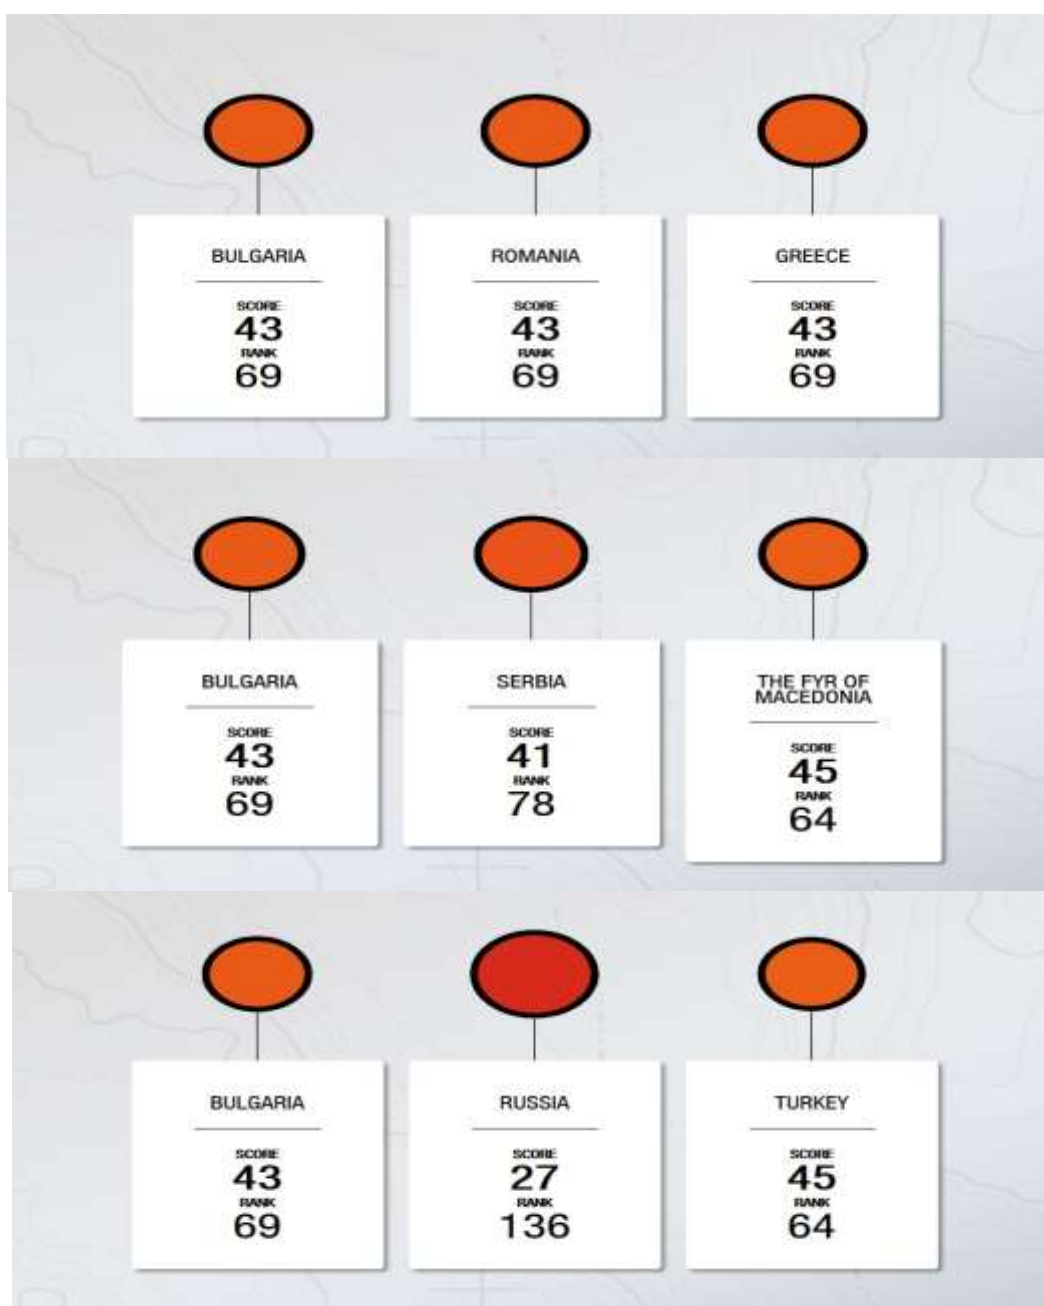 BULGARIA
SCORE
43
RANK
69
ROMANIA
SCORE
43
RANK
69
GREECE
SCORE
43
RANK
69
BULGARIA
SCORE
43
RANK
69
SERBIA
SCORE
41
RANK
78
THE FYR OF
MACEDONIA
SCORE
45
RANK
64
BULGARIA
SCORE
43
RANK
69
RUSSIA
SCORE
27
RANK
136
TURKEY
SCORE
45
RANK
64